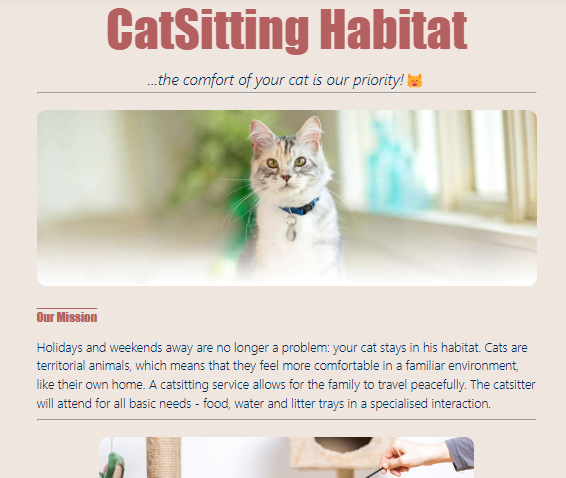 CatSitting Habitat
...the comfort of your cat is our priority! 😺
Our Mission
Holidays and weekends away are no longer a problem: your cat stays in his habitat. Cats are
territorial animals, which means that they feel more comfortable in a familiar environment,
like their own home. A catsitting service allows for the family to travel peacefully. The catsitter
will attend for all basic needs - food, water and litter trays in a specialised interaction.